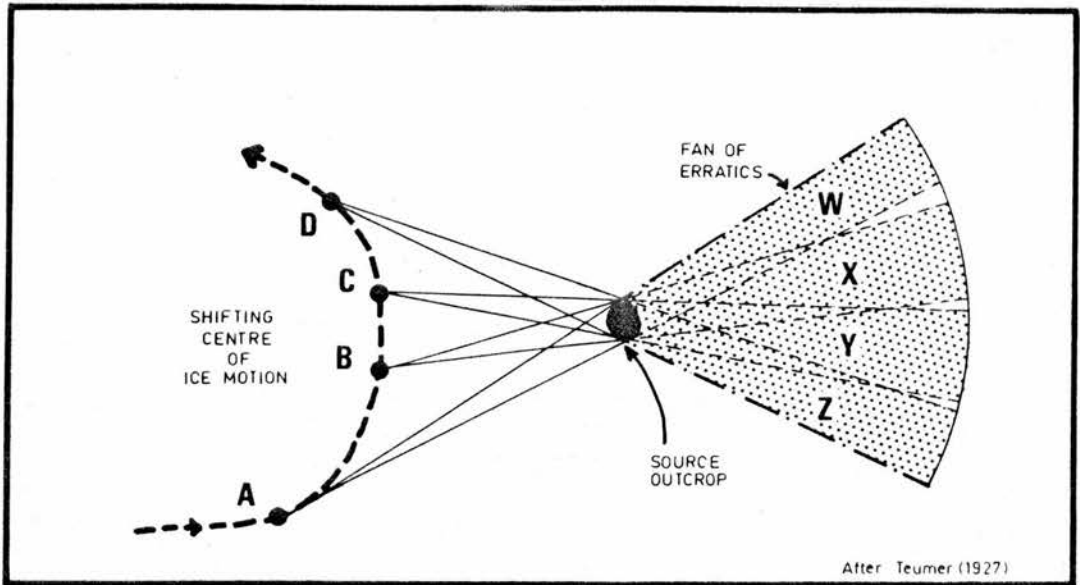 FAN OF
ERRATICS
W
D
X
C
SHIFTING
CENTRE
OF
ICE MOTION
B
Y
Z
A
SOURCE
OUTCROP
After Teumer (1927)